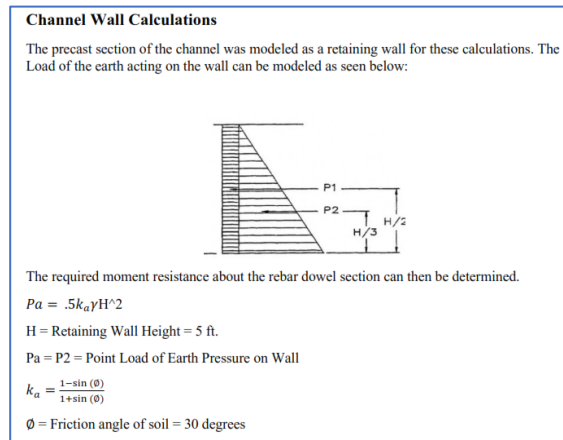 Channel Wall Calculations
The precast section of the channel was modeled as a retaining wall for these calculations. The
Load of the earth acting on the wall can be modeled as seen below:
P1
P2
H/2
H/3
The required moment resistance about the rebar dowel section can then be determined.
Pa = .5kₐγH^2
H = Retaining Wall Height = 5 ft.
Pa = P2 = Point Load of Earth Pressure on Wall
kₐ = 1−sin (∅) / 1+sin (∅)
Ø = Friction angle of soil = 30 degrees